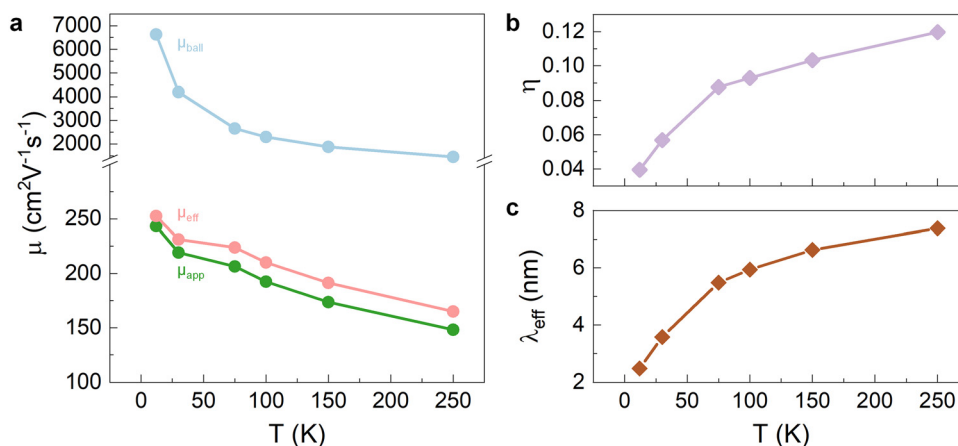 a
7000
6000
5000
4000
3000
2000
250
200
150
100
μ (cm²V⁻¹s⁻¹)
μball
μeff
μapp
0 50 100 150 200 250
T (K)
b
0.12
0.08
0.06
0.04
η
c
8
6
4
2
λeff (nm)
0 50 100 150 200 250
T (K)